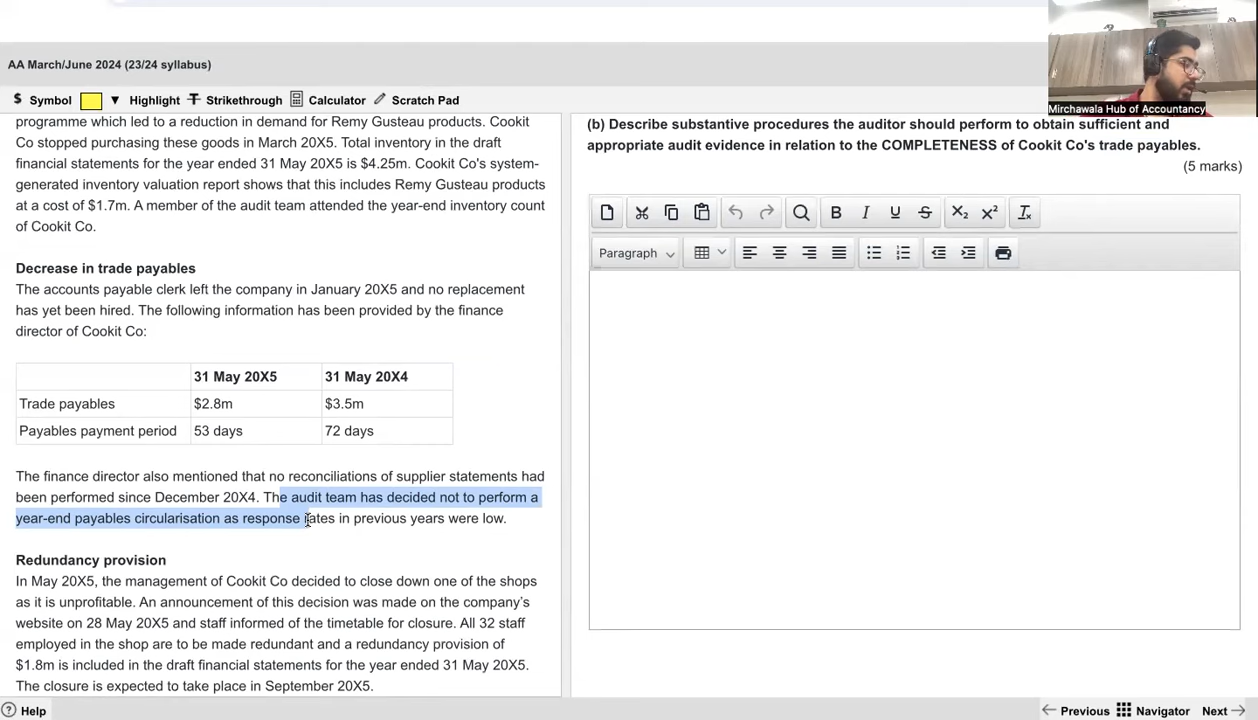 AA March/June 2024 (23/24 syllabus)
Mirchawala Hub of Accountancy
$ Symbol Highlight Strikethrough Calculator Scratch Pad
programme which led to a reduction in demand for Remy Gusteau products. Cookit
Co stopped purchasing these goods in March 20X5. Total inventory in the draft
financial statements for the year ended 31 May 20X5 is $4.25m. Cookit Co's system-
generated inventory valuation report shows that this includes Remy Gusteau products
at a cost of $1.7m. A member of the audit team attended the year-end inventory count
of Cookit Co.
Decrease in trade payables
The accounts payable clerk left the company in January 20X5 and no replacement
has yet been hired. The following information has been provided by the finance
director of Cookit Co:
31 May 20X5 31 May 20X4
Trade payables $2.8m $3.5m
Payables payment period 53 days 72 days
The finance director also mentioned that no reconciliations of supplier statements had
been performed since December 20X4. The audit team has decided not to perform a
year-end payables circularisation as response rates in previous years were low.
Redundancy provision
In May 20X5, the management of Cookit Co decided to close down one of the shops
as it is unprofitable. An announcement of this decision was made on the company's
website on 28 May 20X5 and staff informed of the timetable for closure. All 32 staff
employed in the shop are to be made redundant and a redundancy provision of
$1.8m is included in the draft financial statements for the year ended 31 May 20X5.
The closure is expected to take place in September 20X5.
(b) Describe substantive procedures the auditor should perform to obtain sufficient and
appropriate audit evidence in relation to the COMPLETENESS of Cookit Co's trade payables.
(5 marks)
B I U S X₂ X² Tx
Paragraph
Help
Previous Navigator Next